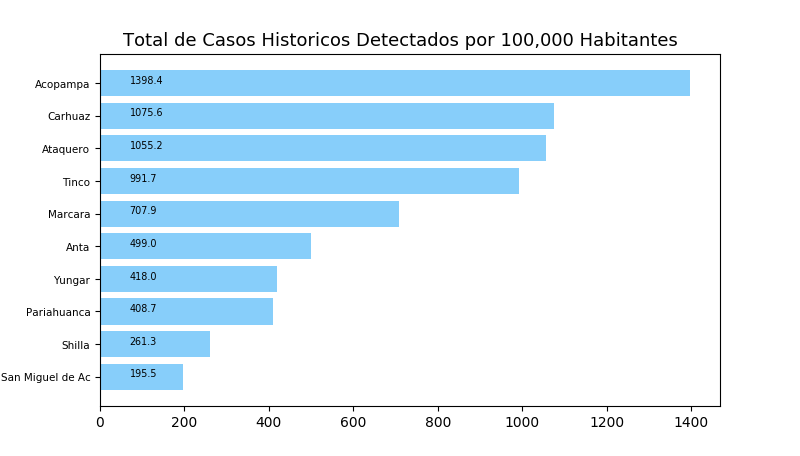 Total de Casos Historicos Detectados por 100,000 Habitantes
Acopampa 1398.4
Carhuaz 1075.6
Ataquero 1055.2
Tinco 991.7
Marcara 707.9
Anta 499.0
Yungar 418.0
Pariahuanca 408.7
Shilla 261.3
San Miguel de Ac 195.5
0 200 400 600 800 1000 1200 1400